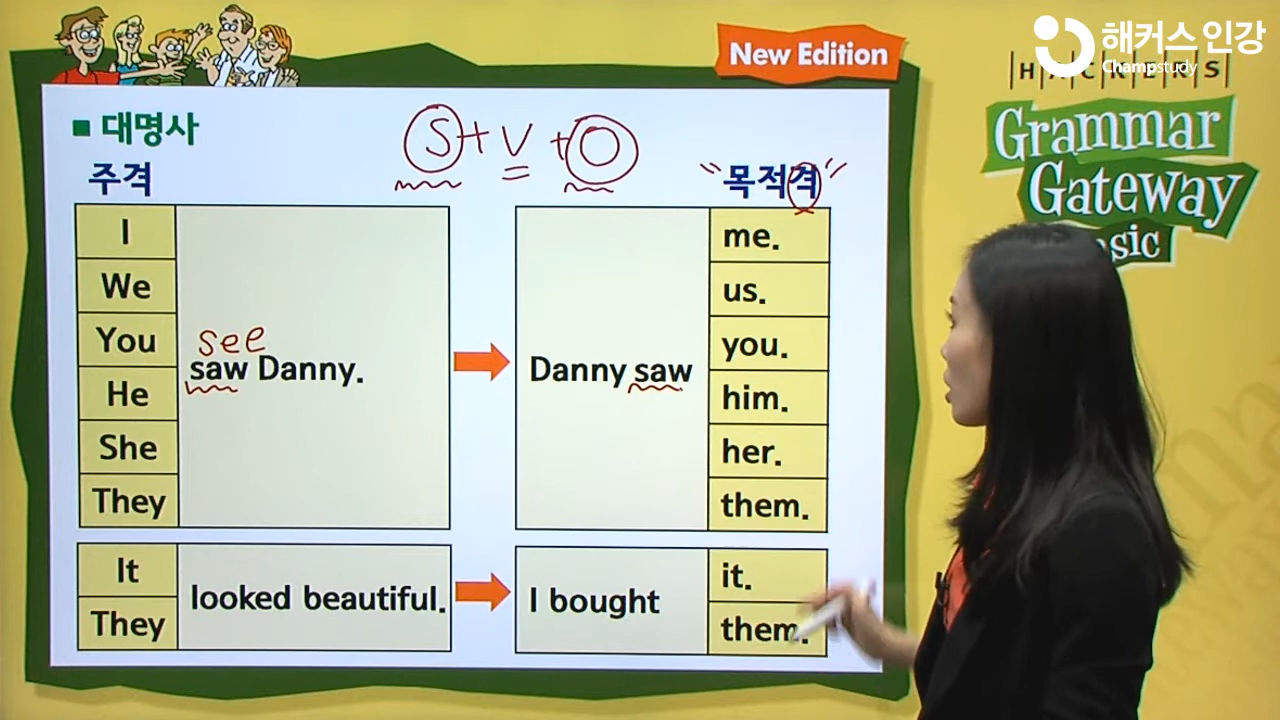 해커스 인강
Champstudy
HACKERS
New Edition
Grammar
Gateway
■ 대명사
S + V + O
주격
"목적격"
I
We
You
He
She
They
see
saw Danny.
Danny saw
me.
us.
you.
him.
her.
them.
It
They
looked beautiful.
I bought
it.
them.